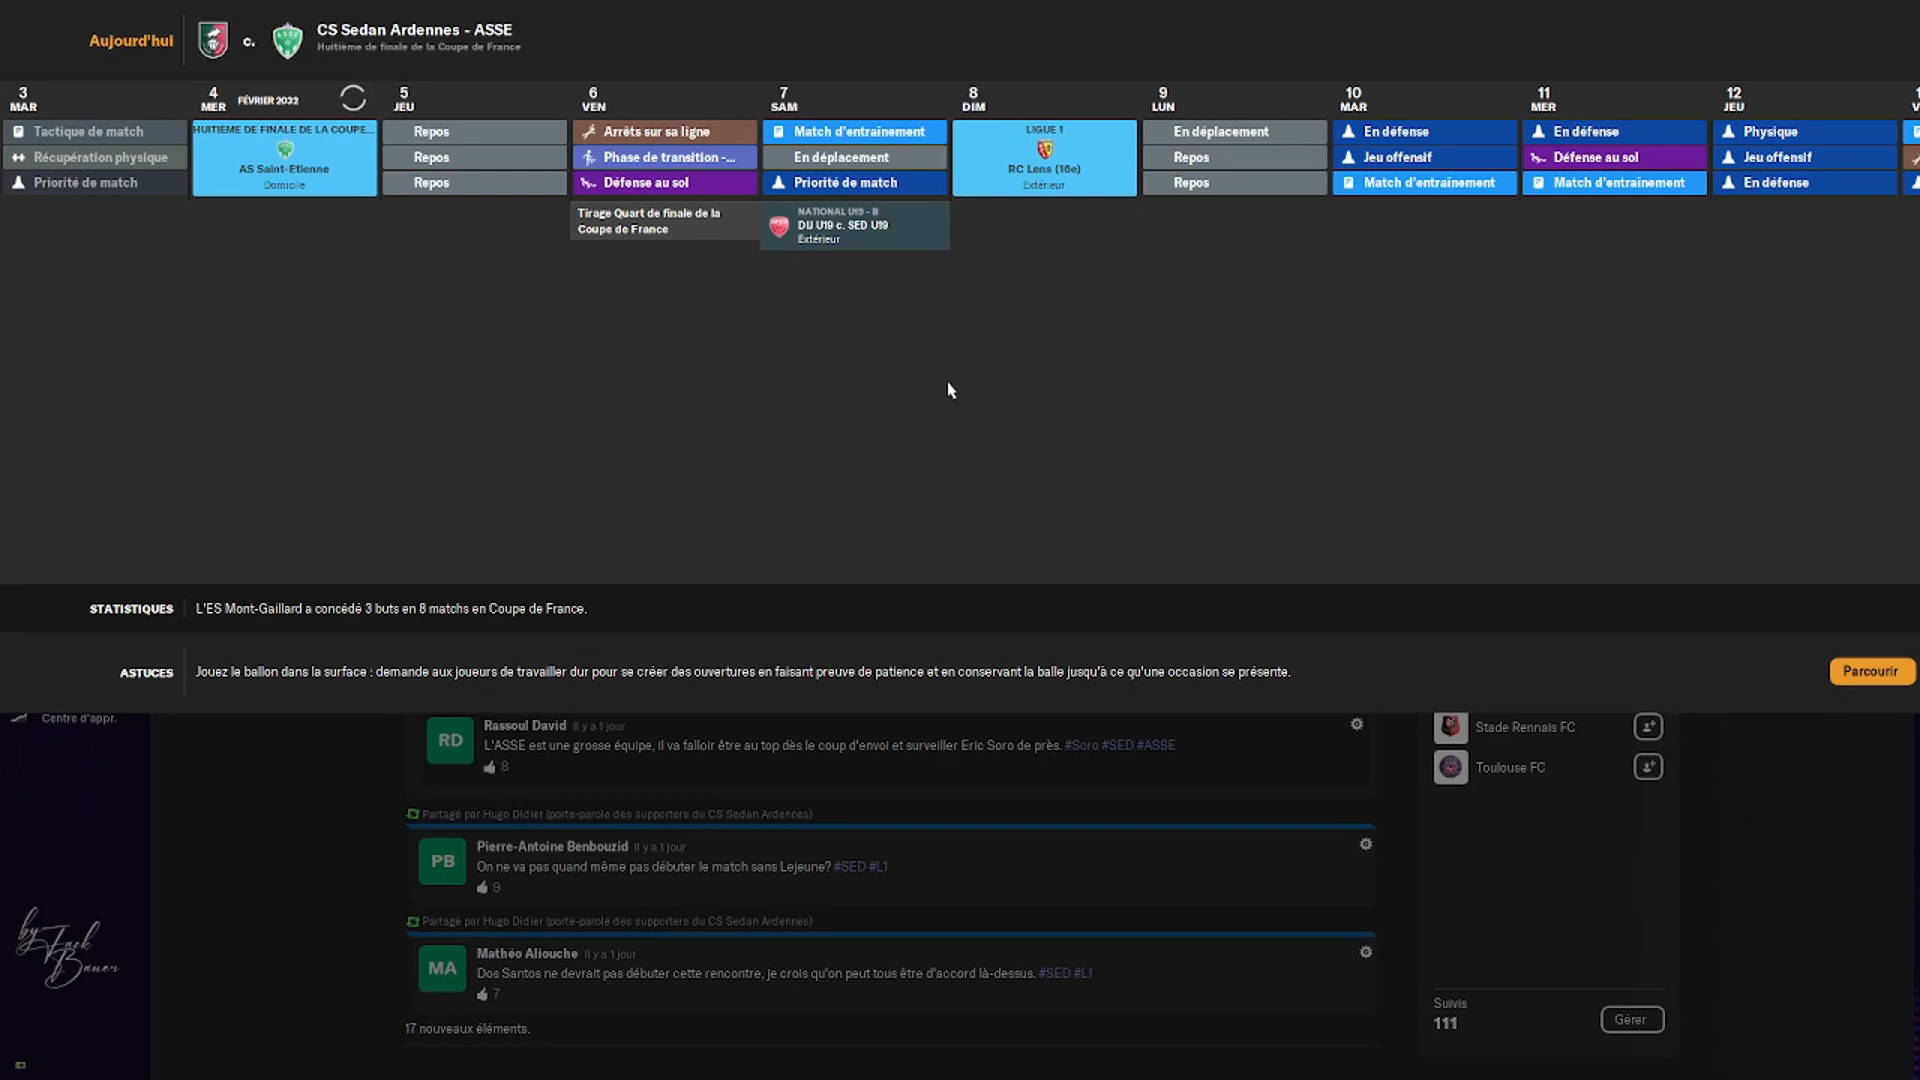 Aujourd'hui
c.
CS Sedan Ardennes - ASSE
Huitième de finale de la Coupe de France
3
MAR
4
MER
FÉVRIER 2032
5
JEU
6
VEN
7
SAM
8
DIM
9
LUN
10
MAR
11
MER
12
JEU
Tactique de match
Récupération physique
Priorité de match
HUITIÈME DE FINALE DE LA COUPE...
AS Saint-Etienne
Domicile
Repos
Repos
Repos
Arrêts sur sa ligne
Phase de transition -...
Défense au sol
Tirage Quart de finale de la
Coupe de France
Match d'entrainement
En déplacement
Priorité de match
NATIONAL U19 - B
DIJ U19 c. SED U19
Extérieur
LIGUE 1
RC Lens (16e)
Extérieur
En déplacement
Repos
Repos
En défense
Jeu offensif
Match d'entrainement
En défense
Défense au sol
Match d'entrainement
Physique
Jeu offensif
En défense
STATISTIQUES
L'ES Mont-Gaillard a concédé 3 buts en 8 matchs en Coupe de France.
ASTUCES
Jouez le ballon dans la surface : demande aux joueurs de travailler dur pour se créer des ouvertures en faisant preuve de patience et en conservant la balle jusqu'à ce qu'une occasion se présente.
Parcourir
Centre d'appr.
RD
Rassoul David Il y a 1 jour
L'ASSE est une grosse équipe, il va falloir être au top dès le coup d'envoi et surveiller Eric Soro de près. #Soro #SED #ASSE
8
Partagé par Hugo Didier (porte-parole des supporters du CS Sedan Ardennes)
PB
Pierre-Antoine Benbouzid Il y a 1 jour
On ne va pas quand même pas débuter le match sans Lejeune? #SED #L1
9
Partagé par Hugo Didier (porte-parole des supporters du CS Sedan Ardennes)
MA
Mathéo Aliouche Il y a 1 jour
Dos Santos ne devrait pas débuter cette rencontre, je crois qu'on peut tous être d'accord là-dessus. #SED #L1
7
17 nouveaux éléments.
Stade Rennais FC
Toulouse FC
Suivis
111
Gérer
by Jack
Bauer